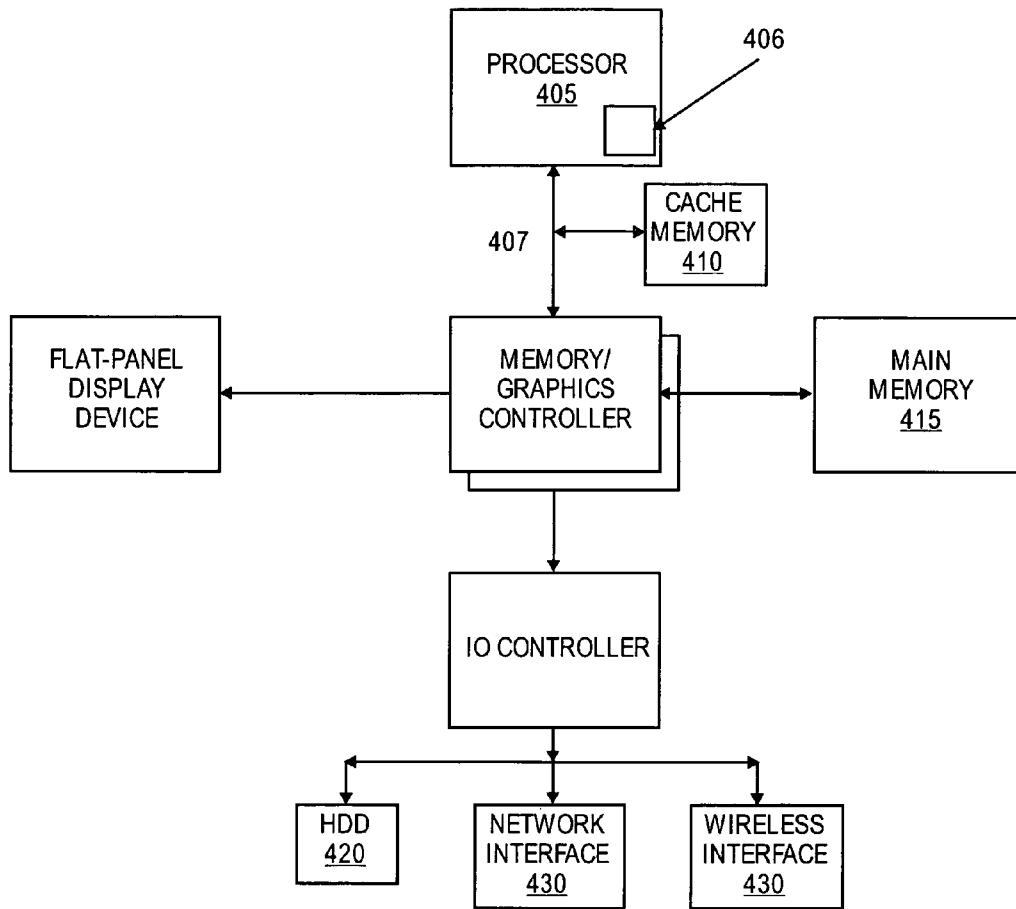 406
PROCESSOR
405
CACHE
MEMORY
410
407
FLAT-PANEL
DISPLAY
DEVICE
MEMORY/
GRAPHICS
CONTROLLER
MAIN
MEMORY
415
IO CONTROLLER
HDD
420
NETWORK
INTERFACE
430
WIRELESS
INTERFACE
430